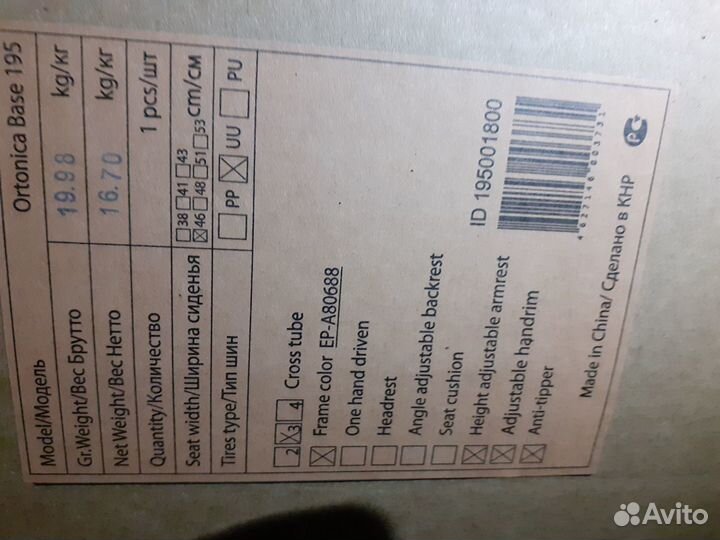 Model/Модель Ortonica Base 195
Gr.Weight/Вес Брутто 19.98 kg/кг
Net Weight/Вес Нетто 16.70 kg/кг
Quantity/Количество 1 pcs/шт
Seat width/Ширина сиденья 38 41 43 46 48 51 53 cm/см
Tires type/Тип шин PP UU PU
2 3 4 Cross tube
Frame color EP-A80688
One hand driven
Headrest
Angle adjustable backrest
Seat cushion
Height adjustable armrest
Adjustable handrim
Anti-tipper
ID 195001800
4 627146 003731
РС
Made in China/ Сделано в КНР
Avito